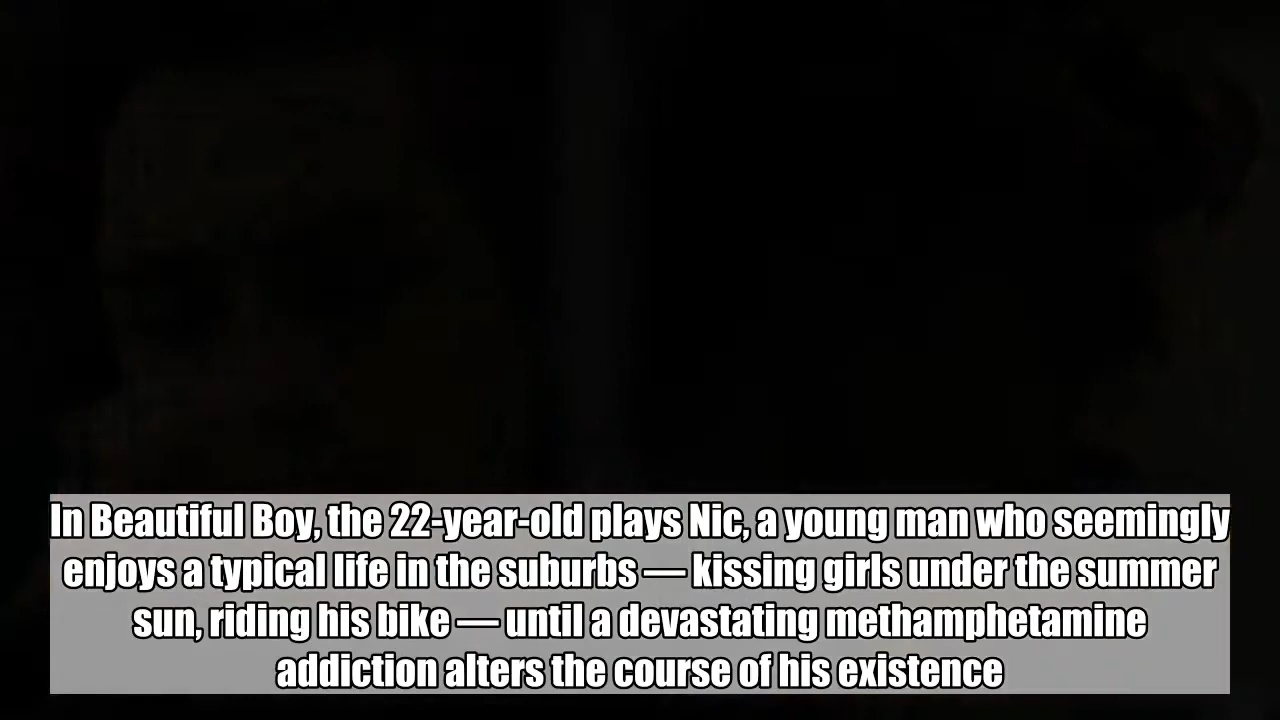 In Beautiful Boy, the 22-year-old plays Nic, a young man who seemingly
enjoys a typical life in the suburbs — kissing girls under the summer
sun, riding his bike — until a devastating methamphetamine
addiction alters the course of his existence